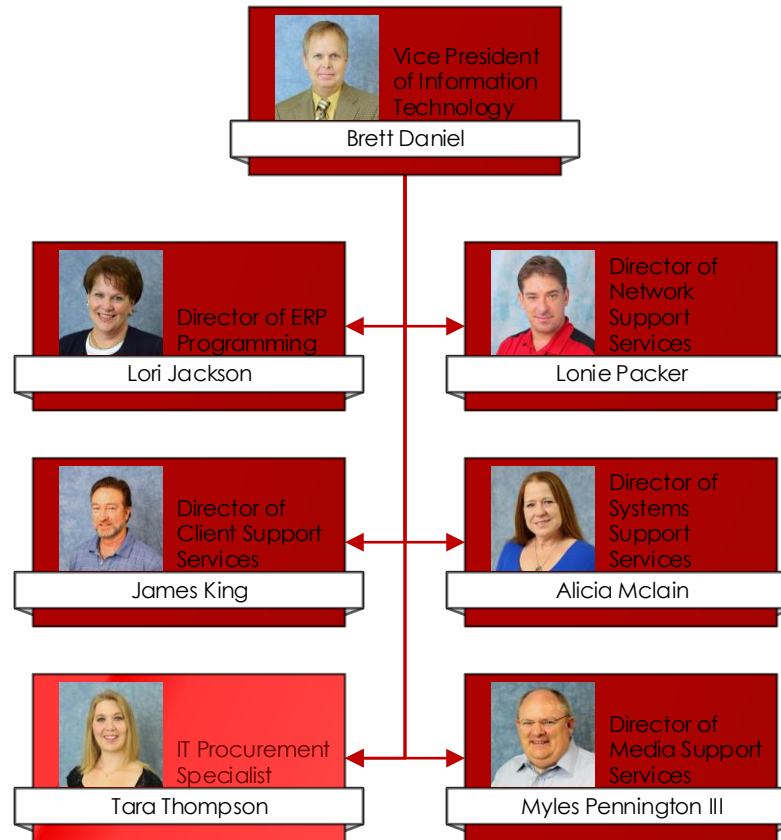 Vice President
of Information
Technology
Brett Daniel
Director of ERP
Programming
Lori Jackson
Director of
Network
Support
Services
Lonie Packer
Director of
Client Support
Services
James King
Director of
Systems
Support
Services
Alicia Mclain
IT Procurement
Specialist
Tara Thompson
Director of
Media Support
Services
Myles Pennington III